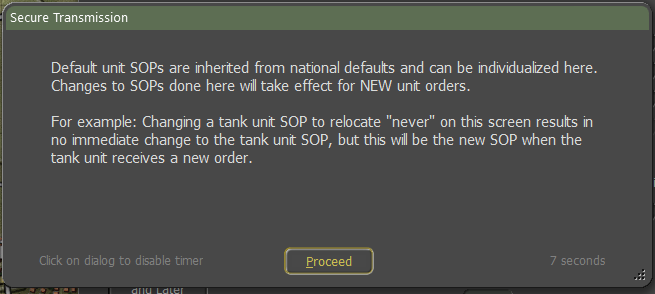 Secure Transmission
Default unit SOPs are inherited from national defaults and can be individualized here.
Changes to SOPs done here will take effect for NEW unit orders.
For example: Changing a tank unit SOP to relocate "never" on this screen results in
no immediate change to the tank unit SOP, but this will be the new SOP when the
tank unit receives a new order.
Click on dialog to disable timer
Proceed
7 seconds
and Later